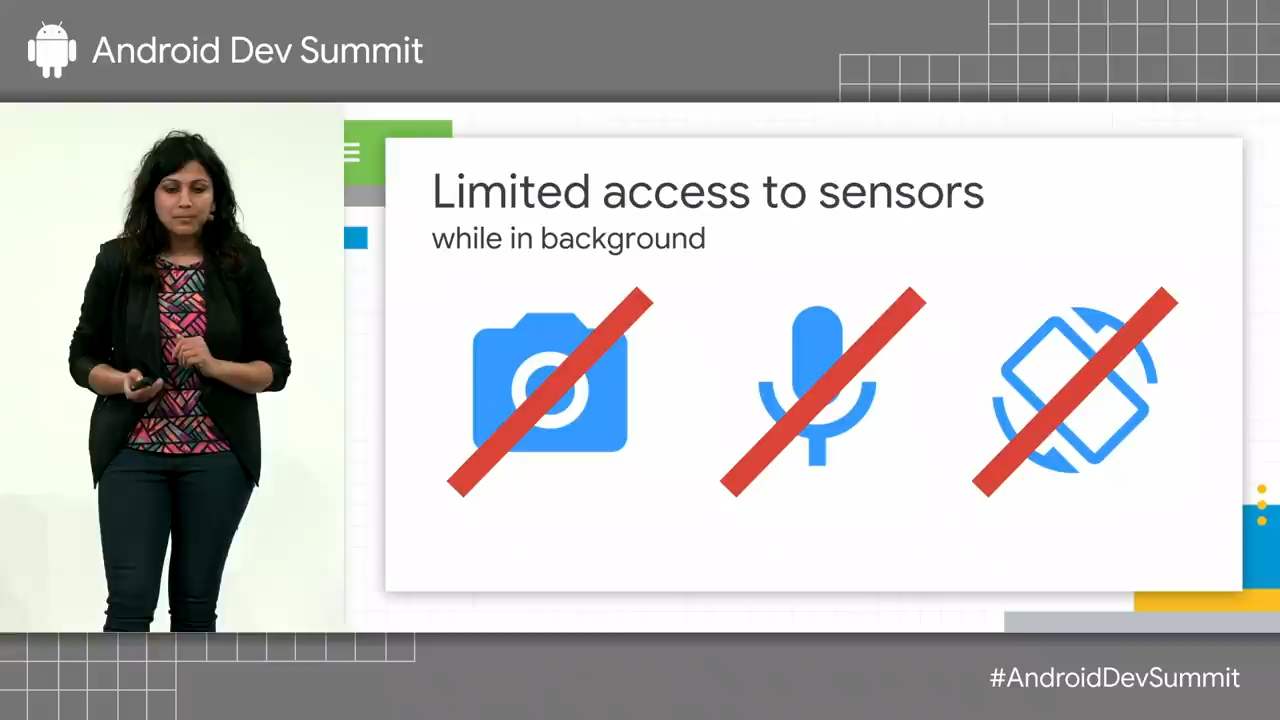 Android Dev Summit
Limited access to sensors
while in background
#AndroidDevSummit